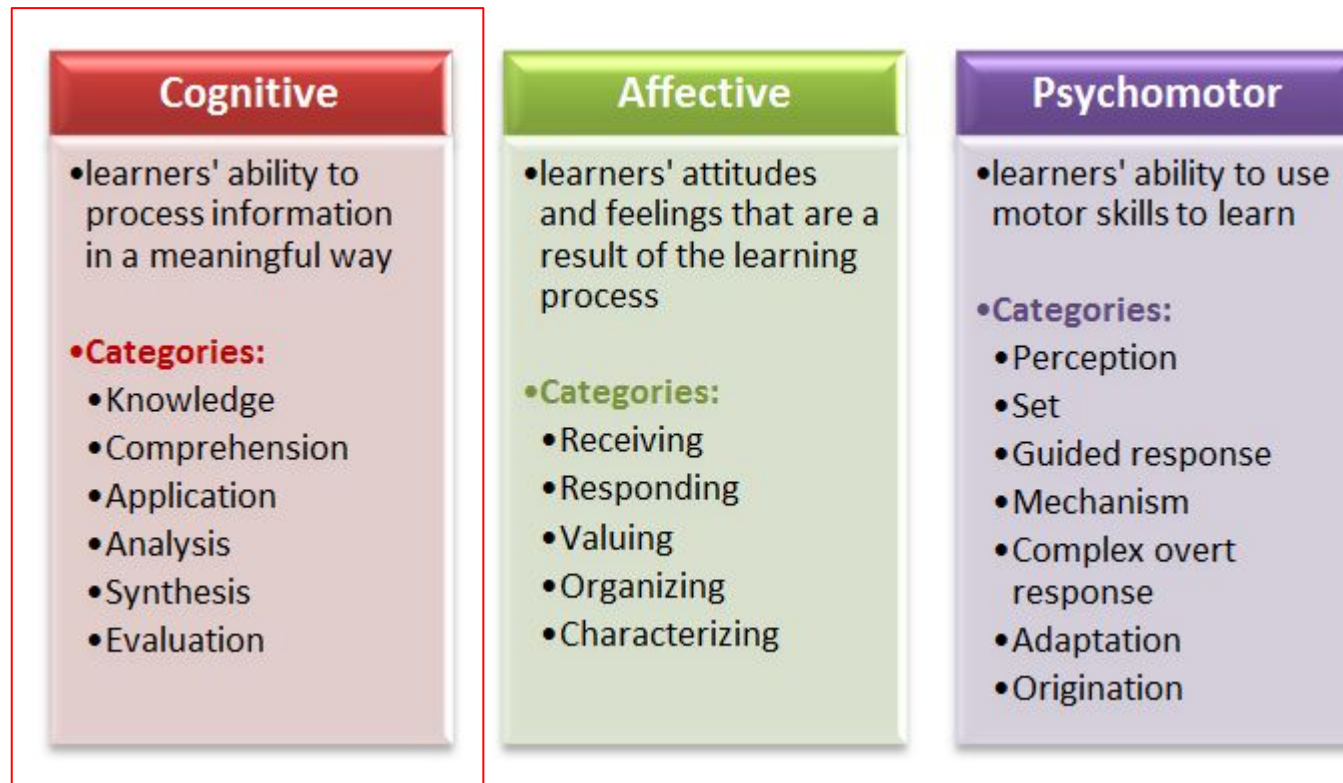 Cognitive
•learners' ability to
process information
in a meaningful way
•Categories:
•Knowledge
•Comprehension
•Application
•Analysis
•Synthesis
•Evaluation
Affective
•learners' attitudes
and feelings that are a
result of the learning
process
•Categories:
•Receiving
•Responding
•Valuing
•Organizing
•Characterizing
Psychomotor
•learners' ability to use
motor skills to learn
•Categories:
•Perception
•Set
•Guided response
•Mechanism
•Complex overt
response
•Adaptation
•Origination